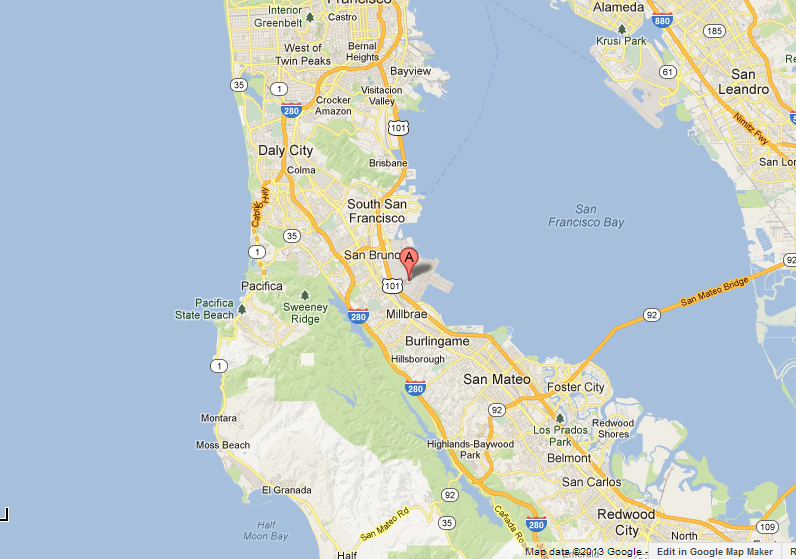 Francisco
Castro
Interior
Greenbelt
280
Alameda
880
Krusi Park
185
Bernal
Heights
West of
Twin Peaks
Bayview
61
San
Leandro
35
1
Visitacion
Valley
Crocker
Amazon
280
101
Nimitz Fwy
Daly City
Brisbane
Colma
San Lor
South San
Francisco
Cabrillo Hwy
San
Francisco Bay
35
1
San Bruno
A
92
Pacifica
101
San Mateo Bridge
Pacifica
State Beach
Sweeney
Ridge
280
Millbrae
92
Burlingame
Hillsborough
1
San Mateo
280
Foster City
92
Montara
Los Prados
Park
Redwood
Shores
Moss Beach
Highlands-Baywood
Park
Belmont
San Carlos
El Granada
92
Redwood
City
Half
Moon Bay
San Mateo Rd
35
Cañada Road
280
109
North
Half
Map data ©2013 Google -
Edit in Google Map Maker